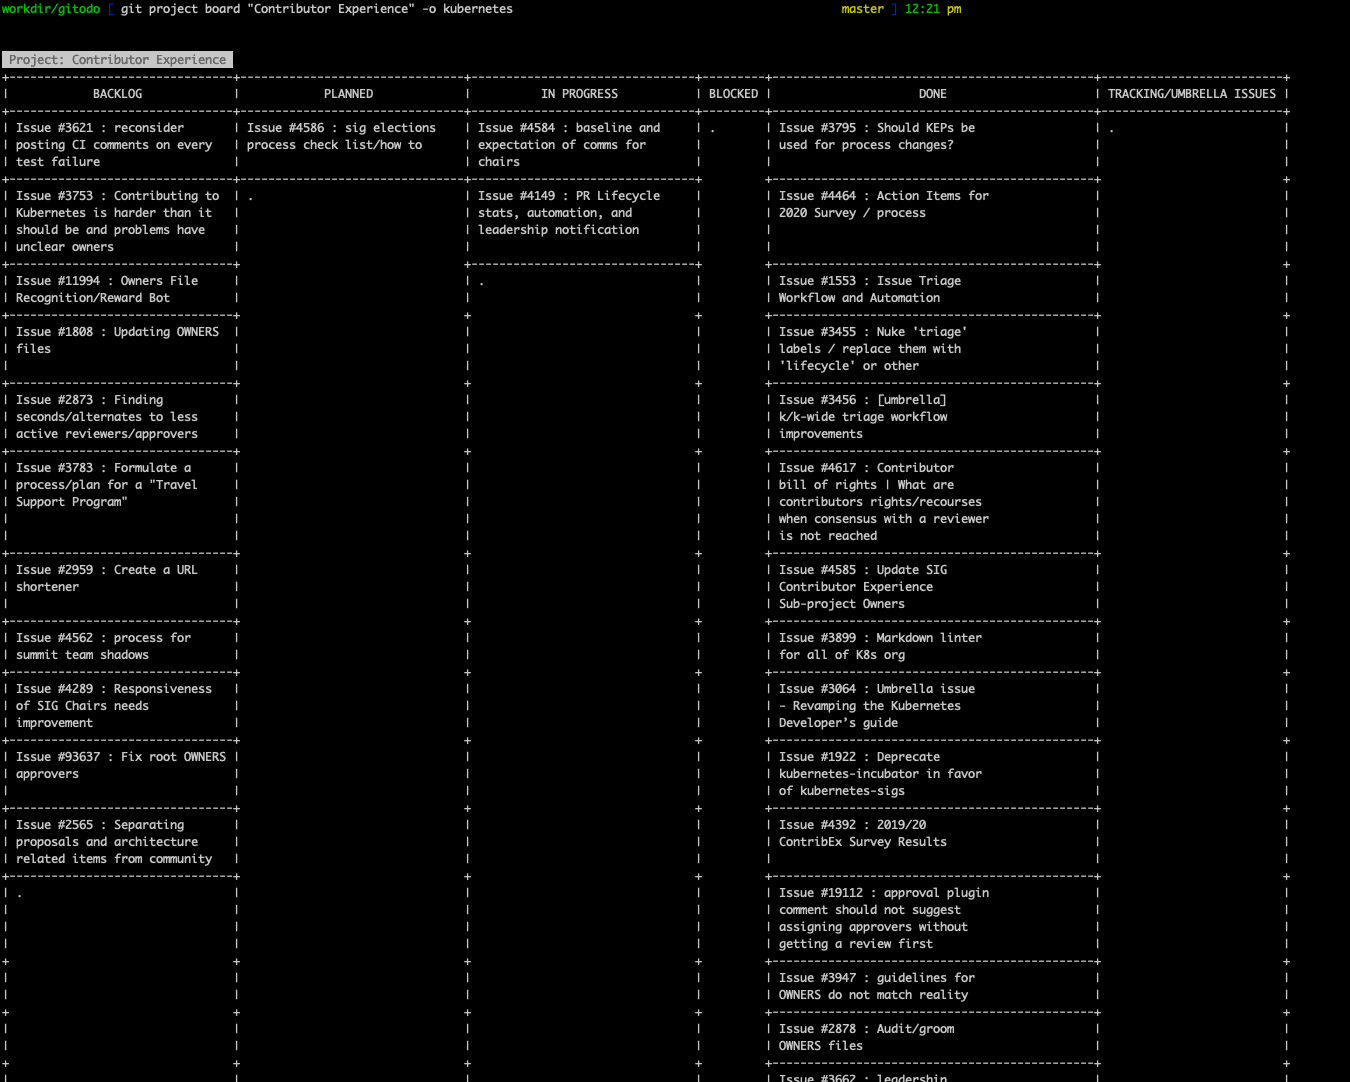 workdir/gitodo [ git project board "Contributor Experience" -o kubernetes master ] 12:21 pm
Project: Contributor Experience
BACKLOG
PLANNED
IN PROGRESS
BLOCKED
DONE
TRACKING/UMBRELLA ISSUES
Issue #3621 : reconsider
posting CI comments on every
test failure
Issue #3753 : Contributing to
Kubernetes is harder than it
should be and problems have
unclear owners
Issue #11994 : Owners File
Recognition/Reward Bot
Issue #1808 : Updating OWNERS
files
Issue #2873 : Finding
seconds/alternates to less
active reviewers/approvers
Issue #3783 : Formulate a
process/plan for a "Travel
Support Program"
Issue #2959 : Create a URL
shortener
Issue #4562 : process for
summit team shadows
Issue #4289 : Responsiveness
of SIG Chairs needs
improvement
Issue #93637 : Fix root OWNERS
approvers
Issue #2565 : Separating
proposals and architecture
related items from community
.
Issue #4586 : sig elections
process check list/how to
.
Issue #4584 : baseline and
expectation of comms for
chairs
Issue #4149 : PR Lifecycle
stats, automation, and
leadership notification
.
.
Issue #3795 : Should KEPs be
used for process changes?
Issue #4464 : Action Items for
2020 Survey / process
Issue #1553 : Issue Triage
Workflow and Automation
Issue #3455 : Nuke 'triage'
labels / replace them with
'lifecycle' or other
Issue #3456 : [umbrella]
k/k-wide triage workflow
improvements
Issue #4617 : Contributor
bill of rights | What are
contributors rights/recourses
when consensus with a reviewer
is not reached
Issue #4585 : Update SIG
Contributor Experience
Sub-project Owners
Issue #3899 : Markdown linter
for all of K8s org
Issue #3064 : Umbrella issue
- Revamping the Kubernetes
Developer’s guide
Issue #1922 : Deprecate
kubernetes-incubator in favor
of kubernetes-sigs
Issue #4392 : 2019/20
ContribEx Survey Results
Issue #19112 : approval plugin
comment should not suggest
assigning approvers without
getting a review first
Issue #3947 : guidelines for
OWNERS do not match reality
Issue #2878 : Audit/groom
OWNERS files
Issue #3662 : leadership
.